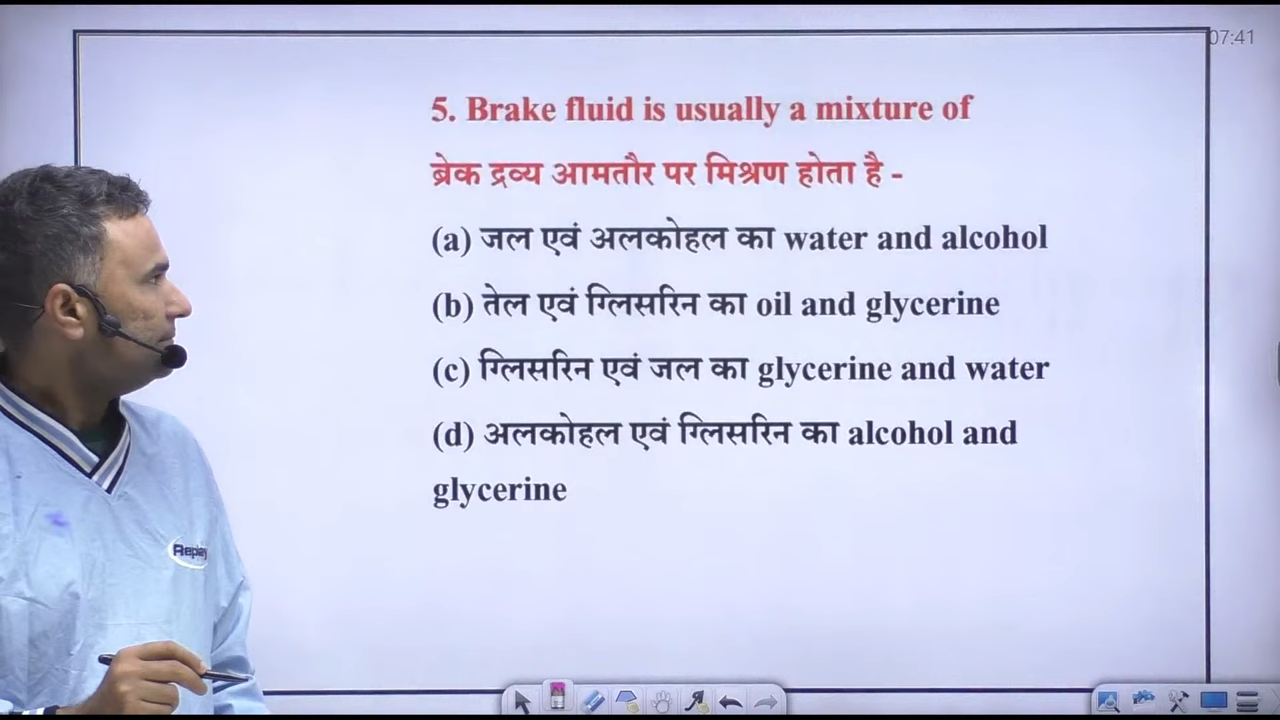 07:41
5. Brake fluid is usually a mixture of
ब्रेक द्रव्य आमतौर पर मिश्रण होता है -
(a) जल एवं अलकोहल का water and alcohol
(b) तेल एवं ग्लिसरिन का oil and glycerine
(c) ग्लिसरिन एवं जल का glycerine and water
(d) अलकोहल एवं ग्लिसरिन का alcohol and
glycerine
Replay